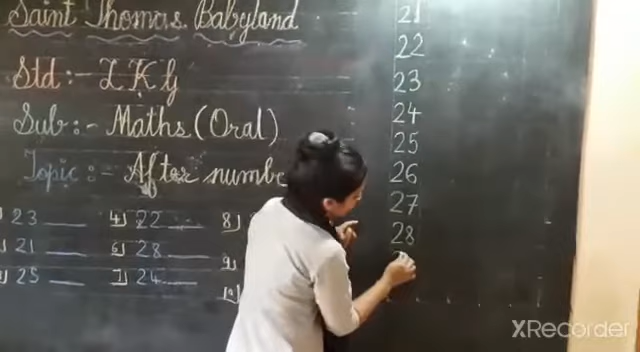 Saint Thomas Babyland
Std :- LKG
Sub :- Maths (Oral)
Topic :- After numbe
23 ____ 4) 22 ____ 8)
21 ____ 6) 28 ____ 9)
25 ____ 7) 24 ____
21
22
23
24
25
26
27
28
XRecorder